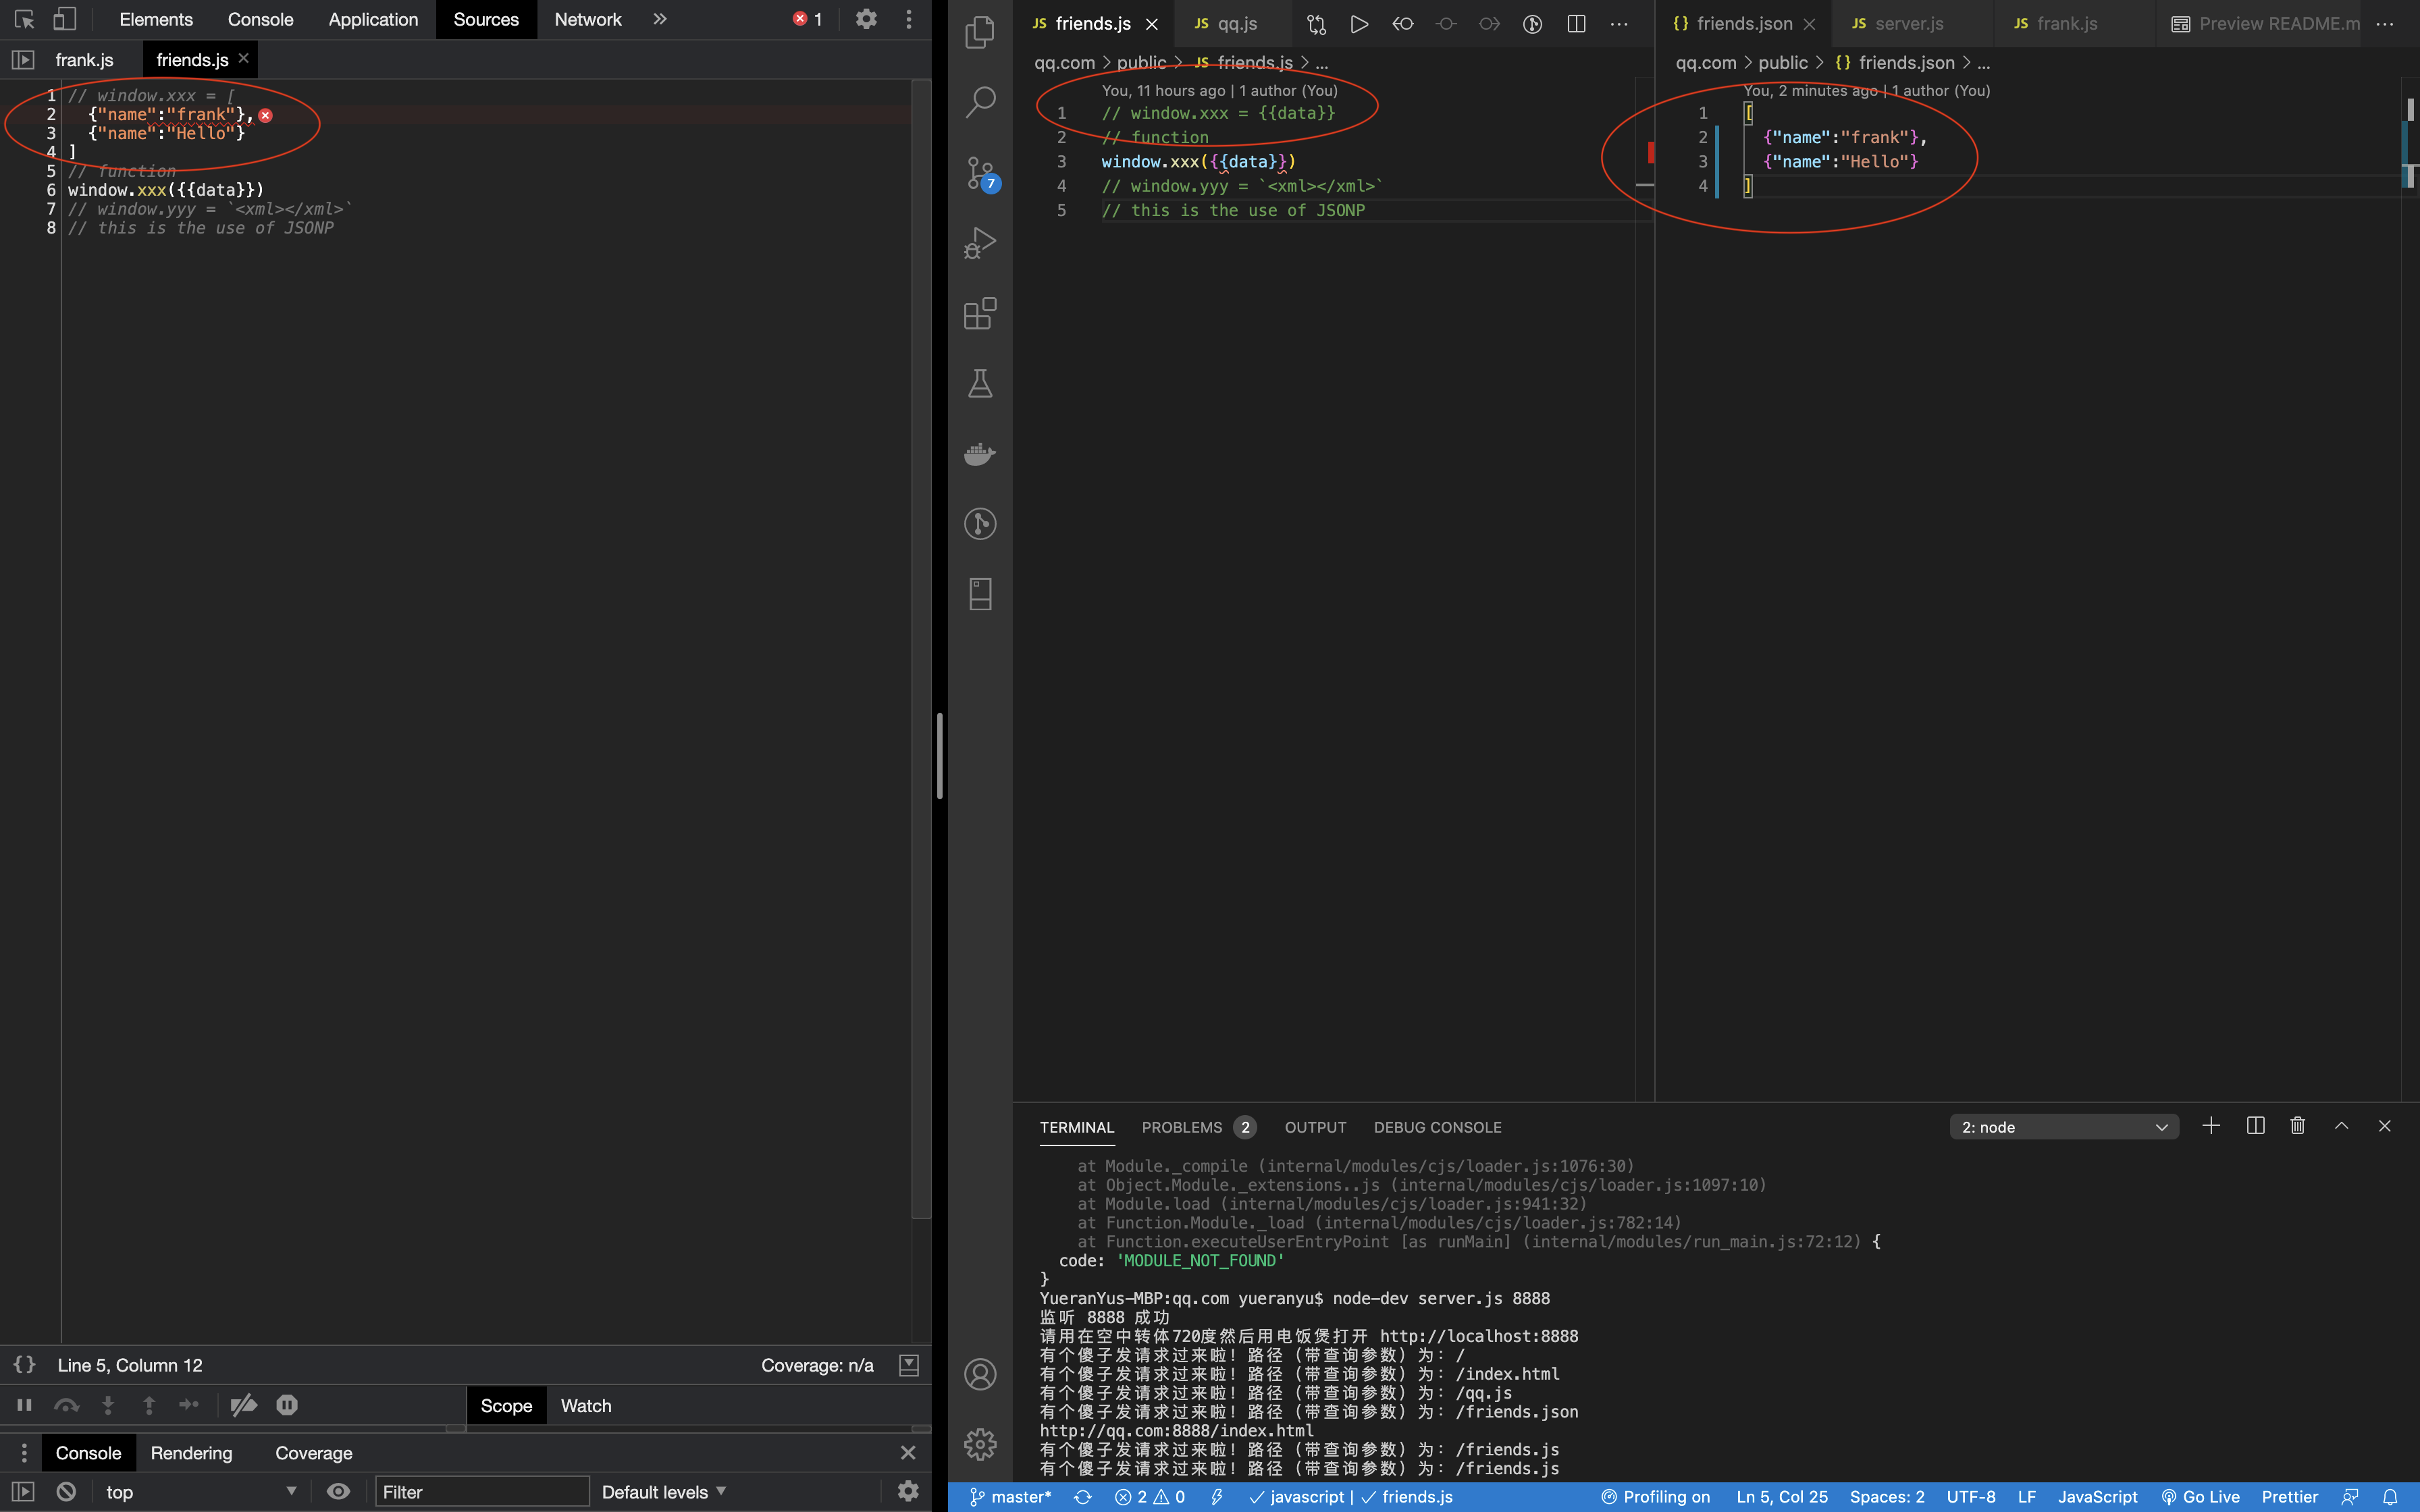 Elements Console Application Sources Network » 1
frank.js friends.js
1 // window.xxx = [
2 {"name":"frank"},
3 {"name":"Hello"}
4 ]
5 // function
6 window.xxx({{data}})
7 // window.yyy = `<xml></xml>`
8 // this is the use of JSONP
{} Line 5, Column 12 Coverage: n/a
Scope Watch
Console Rendering Coverage
top Filter Default levels
7
JS friends.js JS qq.js
qq.com > public > JS friends.js > ...
You, 11 hours ago | 1 author (You)
1 // window.xxx = {{data}}
2 // function
3 window.xxx({{data}})
4 // window.yyy = `<xml></xml>`
5 // this is the use of JSONP
{} friends.json JS server.js JS frank.js Preview README.m
qq.com > public > {} friends.json > ...
You, 2 minutes ago | 1 author (You)
1 [
2 {"name":"frank"},
3 {"name":"Hello"}
4 ]
TERMINAL PROBLEMS 2 OUTPUT DEBUG CONSOLE 2: node
at Module._compile (internal/modules/cjs/loader.js:1076:30)
at Object.Module._extensions..js (internal/modules/cjs/loader.js:1097:10)
at Module.load (internal/modules/cjs/loader.js:941:32)
at Function.Module._load (internal/modules/cjs/loader.js:782:14)
at Function.executeUserEntryPoint [as runMain] (internal/modules/run_main.js:72:12) {
code: 'MODULE_NOT_FOUND'
}
YueranYus-MBP:qq.com yueranyu$ node-dev server.js 8888
监听 8888 成功
请用在空中转体720度然后用电饭煲打开 http://localhost:8888
有个傻子发请求过来啦！路径（带查询参数）为：/
有个傻子发请求过来啦！路径（带查询参数）为：/index.html
有个傻子发请求过来啦！路径（带查询参数）为：/qq.js
有个傻子发请求过来啦！路径（带查询参数）为：/friends.json
http://qq.com:8888/index.html
有个傻子发请求过来啦！路径（带查询参数）为：/friends.js
有个傻子发请求过来啦！路径（带查询参数）为：/friends.js
master* 2 0 javascript | friends.js Profiling on Ln 5, Col 25 Spaces: 2 UTF-8 LF JavaScript Go Live Prettier